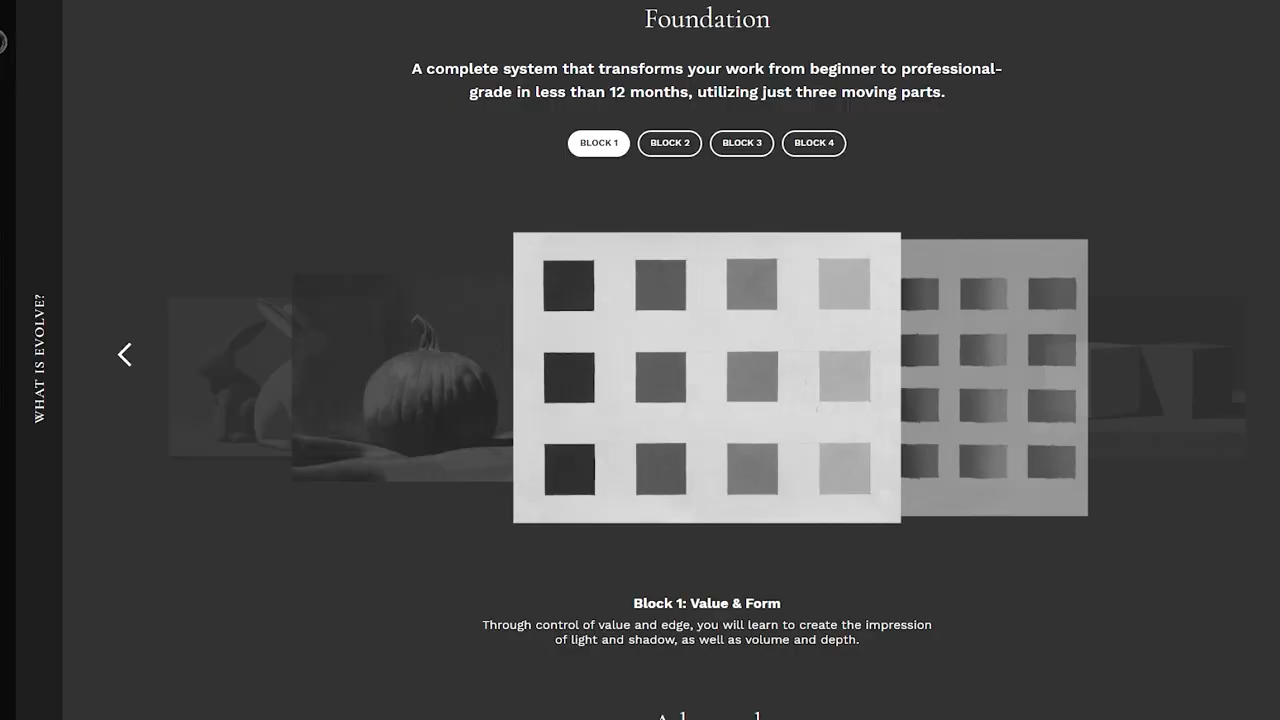 Foundation
A complete system that transforms your work from beginner to professional-
grade in less than 12 months, utilizing just three moving parts.
BLOCK 1
BLOCK 2
BLOCK 3
BLOCK 4
WHAT IS EVOLVE?
Block 1: Value & Form
Through control of value and edge, you will learn to create the impression
of light and shadow, as well as volume and depth.